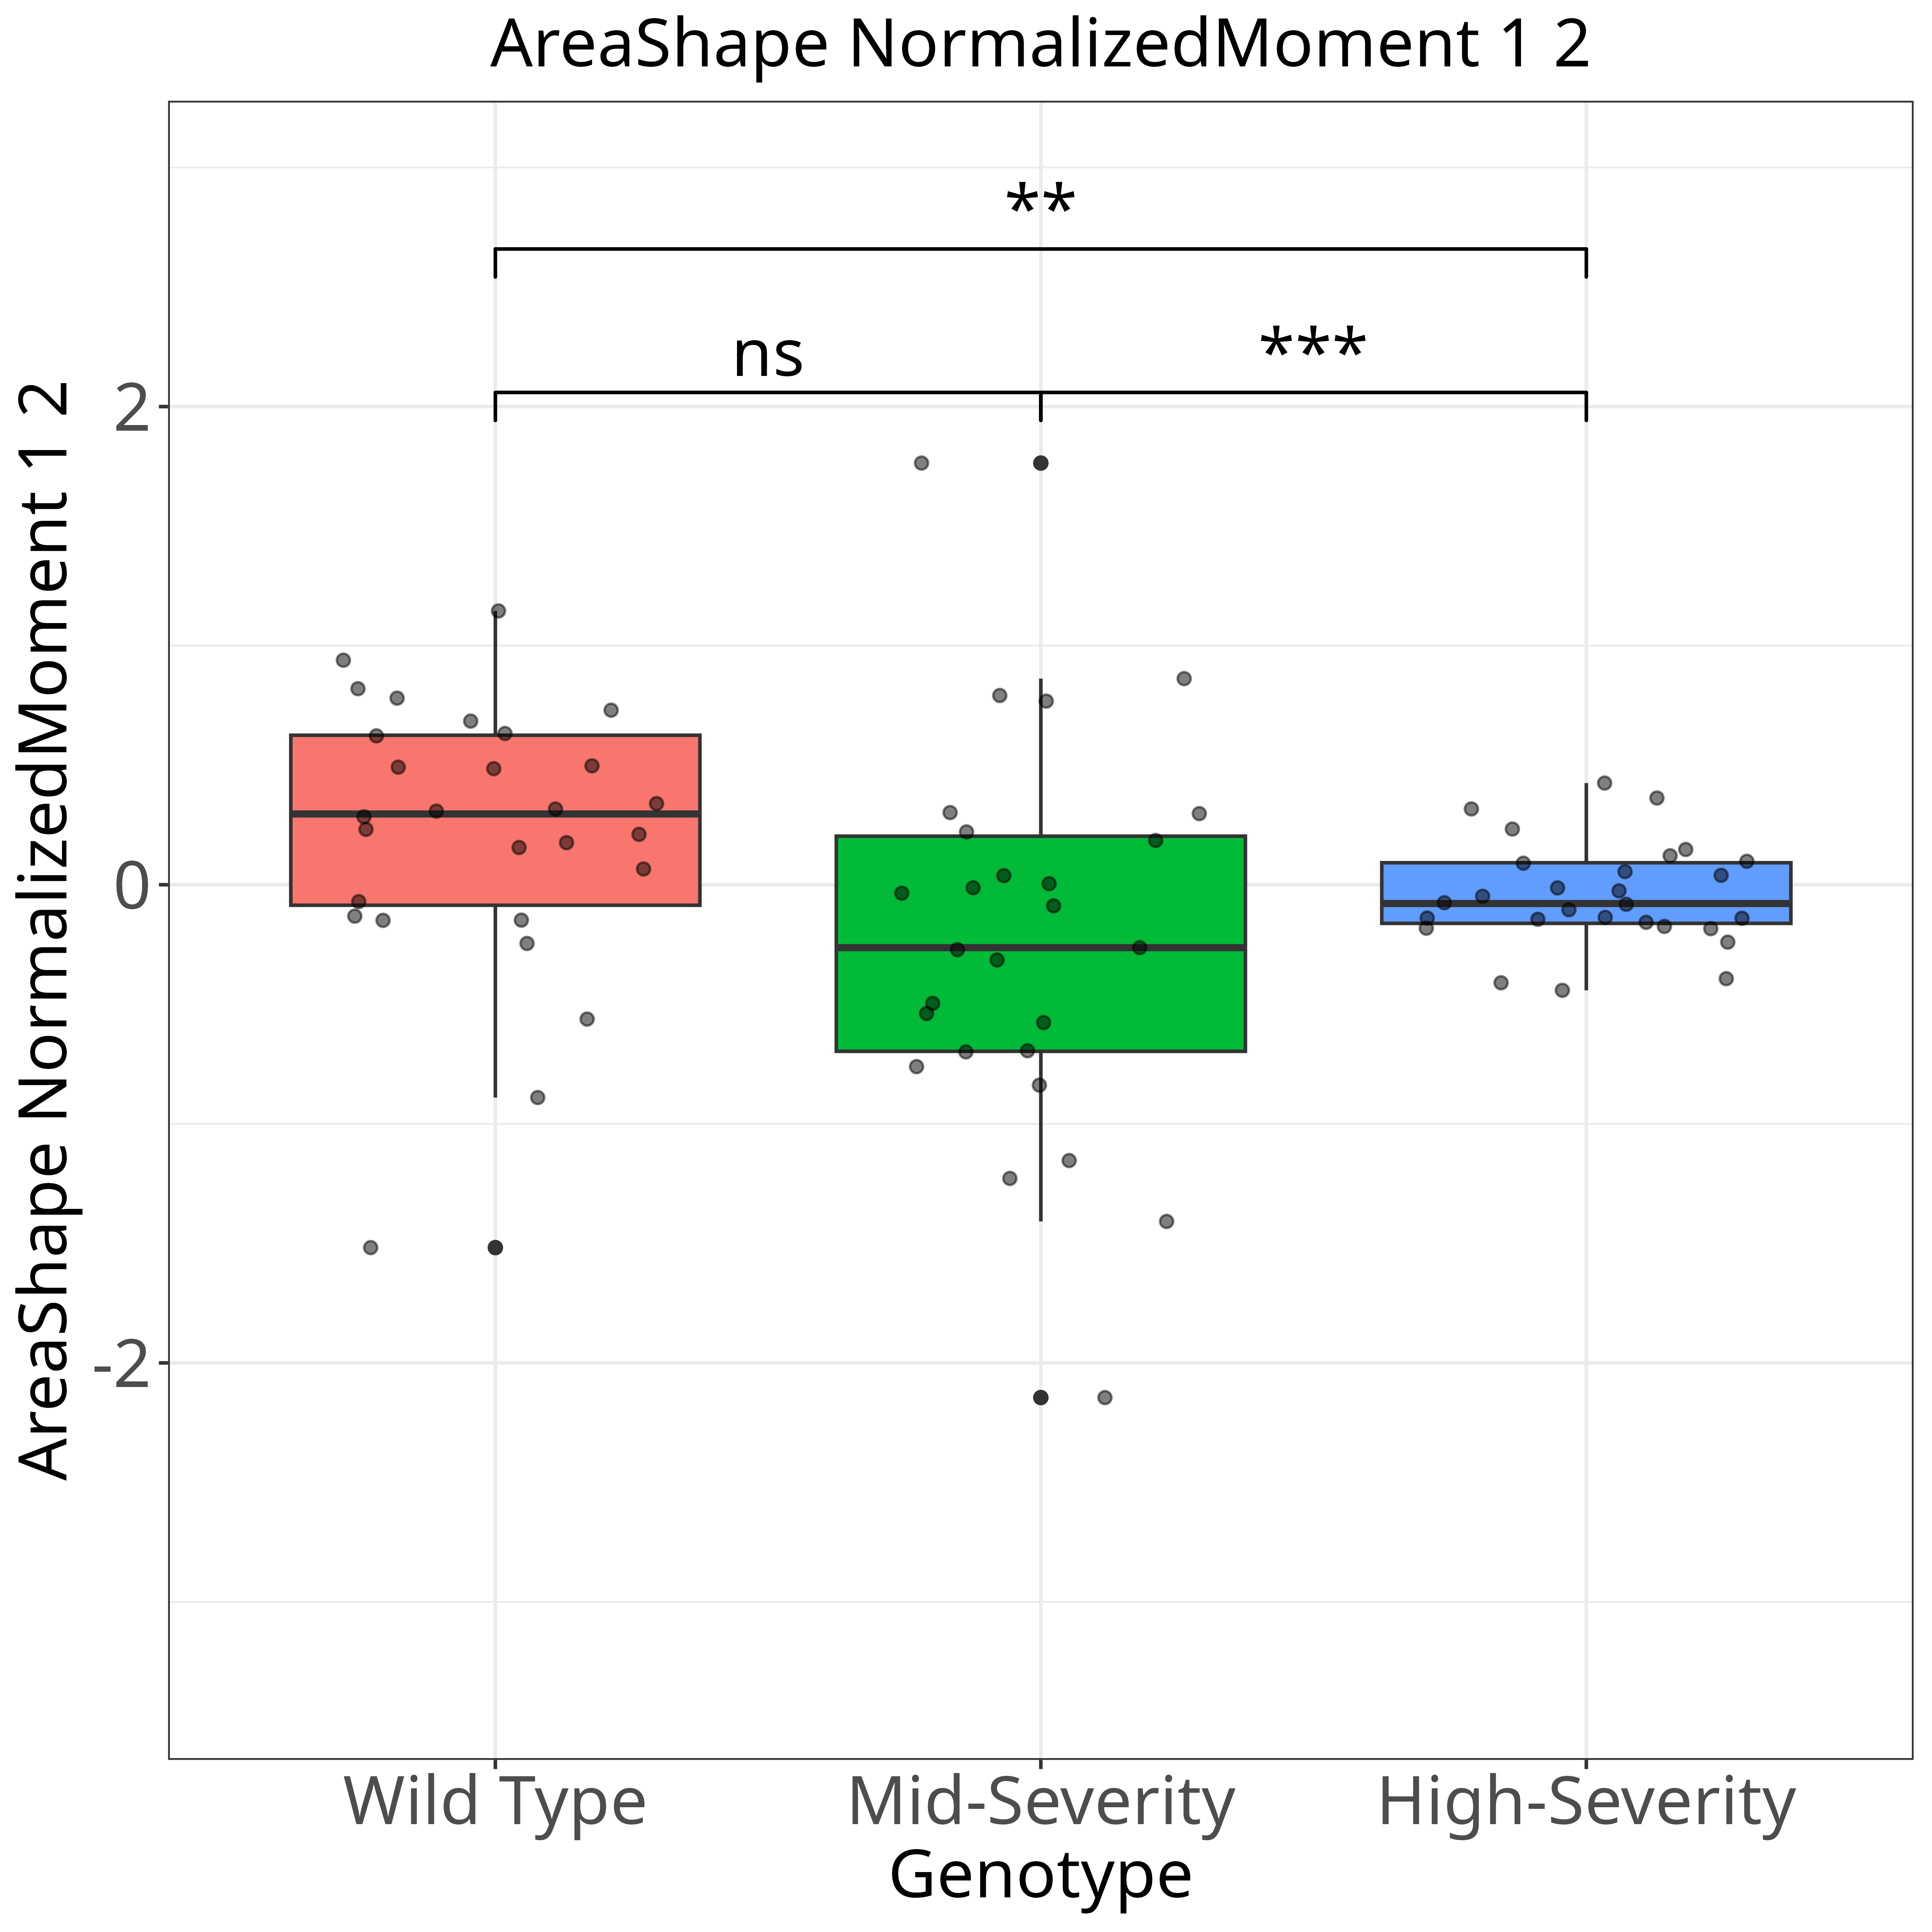 AreaShape NormalizedMoment 1 2
**
ns
***
AreaShape NormalizedMoment 1 2
2
0
-2
Wild Type
Mid-Severity
High-Severity
Genotype